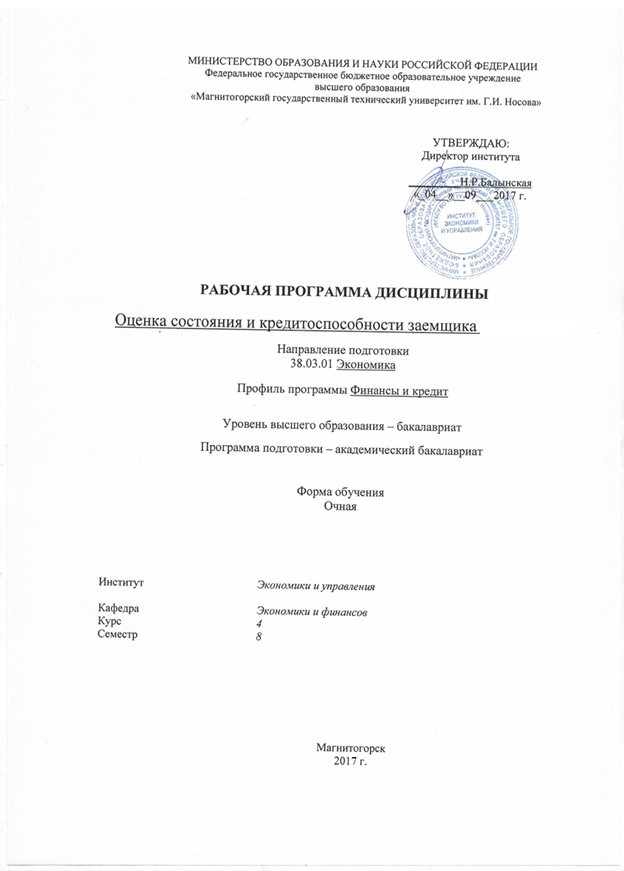 МИНИСТЕРСТВО ОБРАЗОВАНИЯ И НАУКИ РОССИЙСКОЙ ФЕДЕРАЦИИ
Федеральное государственное бюджетное образовательное учреждение
высшего образования
«Магнитогорский государственный технический университет им. Г.И. Носова»
УТВЕРЖДАЮ:
Директор института
Н.Р.Балынская
«_04__»__09___2017 г.
ИНСТИТУТ
ЭКОНОМИКИ
И УПРАВЛЕНИЯ
РАБОЧАЯ ПРОГРАММА ДИСЦИПЛИНЫ
Оценка состояния и кредитоспособности заемщика
Направление подготовки
38.03.01 Экономика
Профиль программы Финансы и кредит
Уровень высшего образования – бакалавриат
Программа подготовки – академический бакалавриат
Форма обучения
Очная
Институт Экономики и управления
Кафедра Экономики и финансов
Курс 4
Семестр 8
Магнитогорск
2017 г.